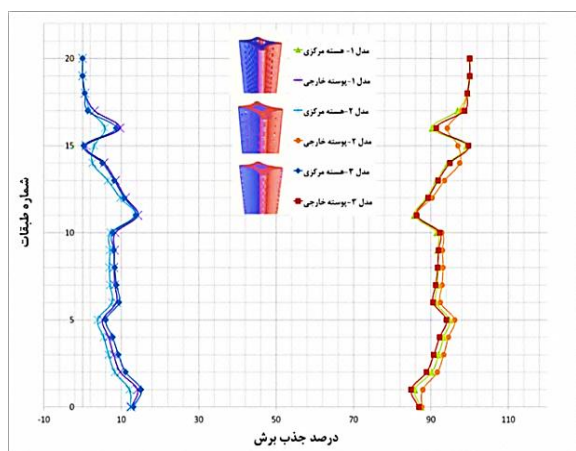 20
15
10
5
0
-10
10
30
50
70
90
110
شماره طبقات
درصد جذب برش
مدل ۱- هسته مرکزی
مدل ۱-پوسته خارجی
مدل ۲-هسته مرکزی
مدل ۲-پوسته خارجی
مدل ۳-هسته مرکزی
مدل ۳-پوسته خارجی